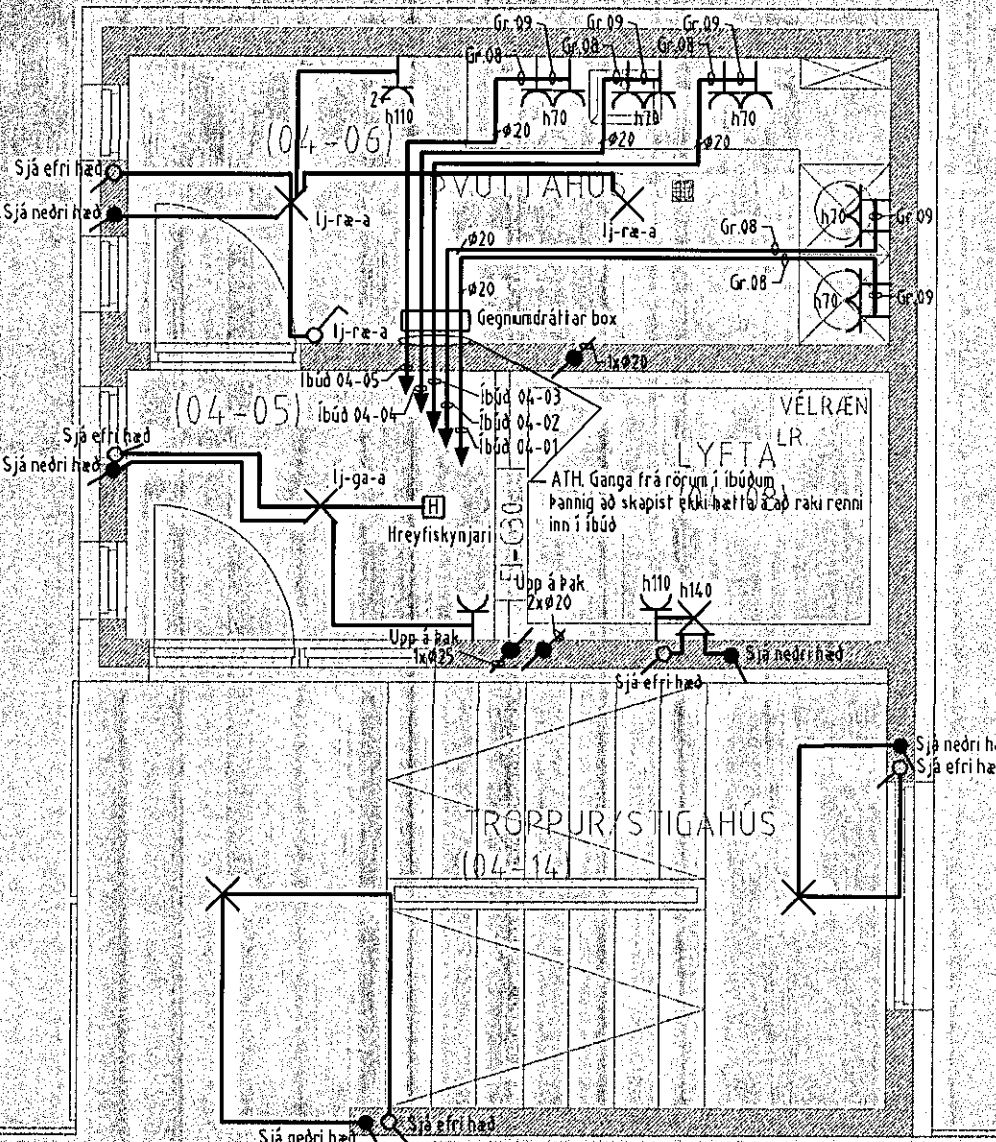 Gr.09
Gr.09
Gr.09
Gr.08
Gr.08
Gr.08
2
h110
h70
h70
h70
(04-06)
ø20
ø20
ø20
Sjá efri hæð
ÞVOTTAHÚS
Sjá neðri hæð
lj-ræ-a
lj-ræ-a
h70
Gr.09
Gr.08
ø20
Gr.08
ø20
h70
Gr.09
Gegnumdráttar box
lj-ræ-a
1xø20
Íbúð 04-05
Íbúð 04-03
(04-05)
Íbúð 04-04
Íbúð 04-02
VÉLRÆN
Sjá efri hæð
Íbúð 04-01
LR.
Sjá neðri hæð
LYFTA
lj-ga-a
ATH. Ganga frá rörum í íbúðum
þannig að skapist ekki hætta á að raki renni
inn í íbúð
H
Hreyfiskynjari
EI-C30
Upp á þak
2xø20
h110
h140
Upp á þak
1xø25
Sjá neðri hæð
Sjá efri hæð
Sjá neðri hæ
Sjá efri hæ
TRÖPPUR/STIGAHÚS
(04-14)
Sjá efri hæð
Sjá neðri hæð